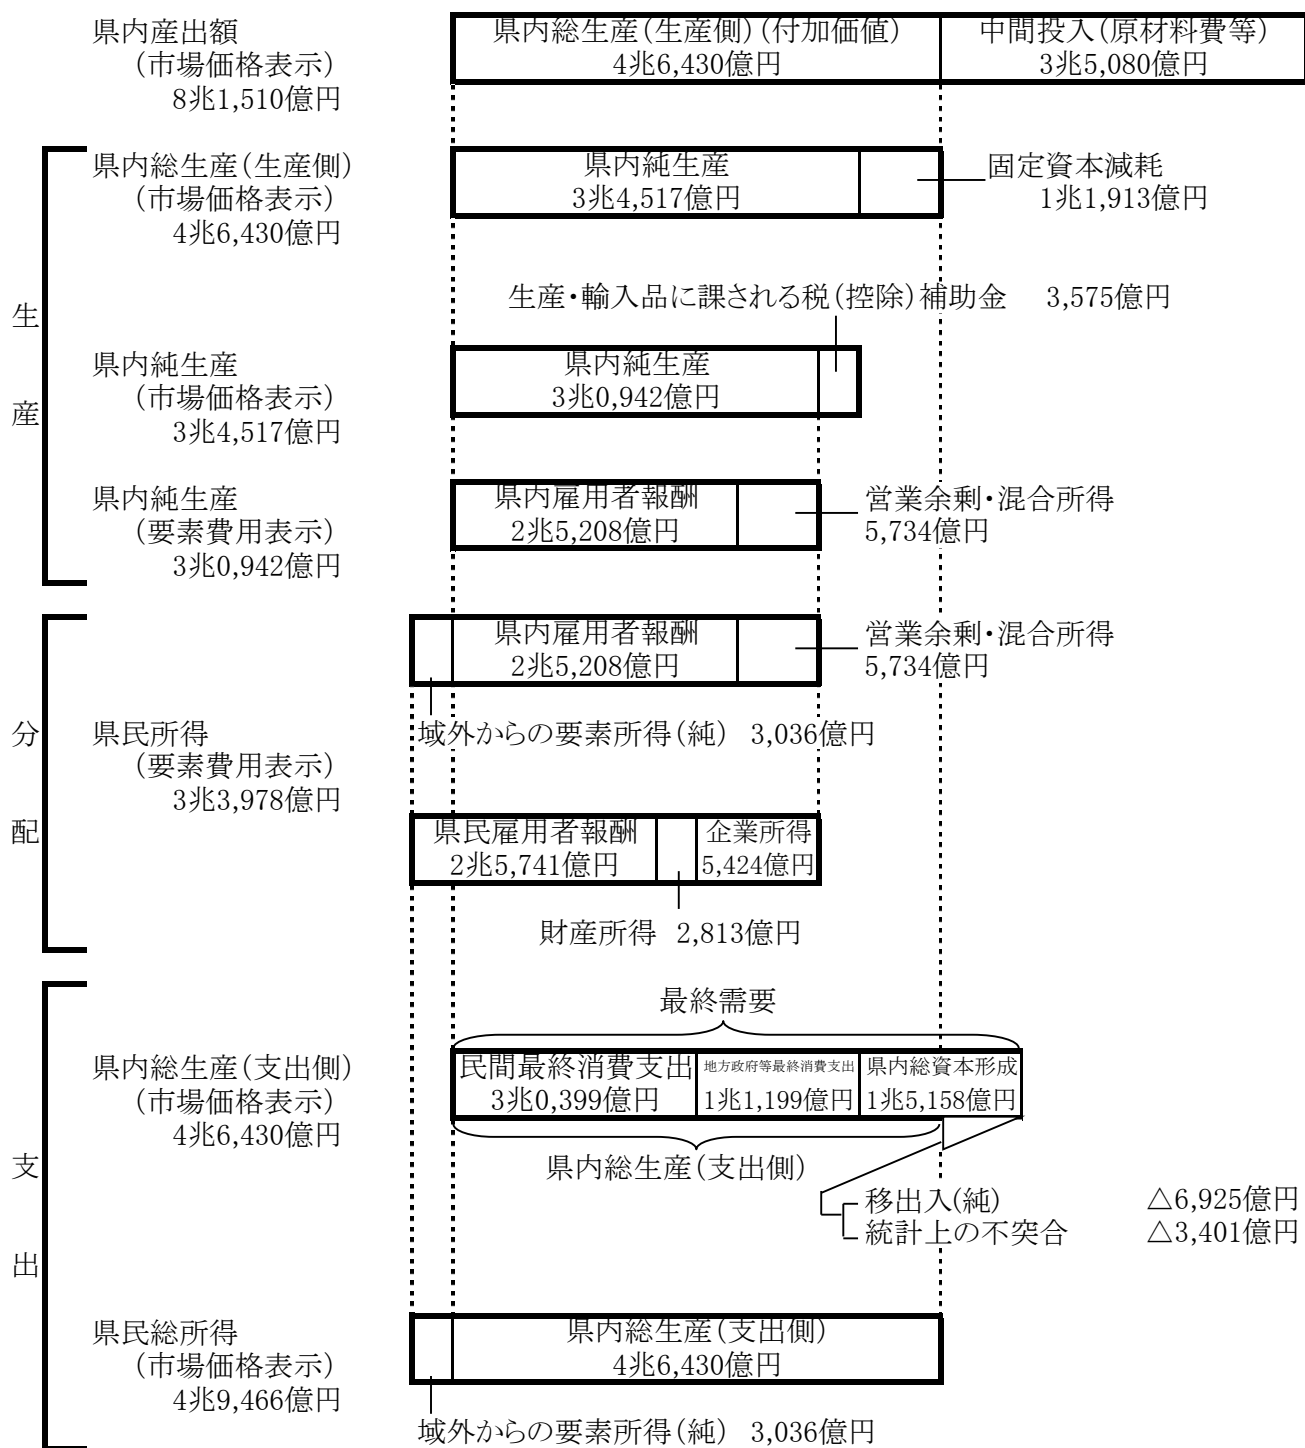 県内産出額
(市場価格表示)
8兆1,510億円
県内総生産(生産側)(付加価値)
4兆6,430億円
中間投入(原材料費等)
3兆5,080億円
生産
県内総生産(生産側)
(市場価格表示)
4兆6,430億円
県内純生産
3兆4,517億円
固定資本減耗
1兆1,913億円
生産・輸入品に課される税(控除)補助金 3,575億円
県内純生産
(市場価格表示)
3兆4,517億円
県内純生産
3兆0,942億円
県内純生産
(要素費用表示)
3兆0,942億円
県内雇用者報酬
2兆5,208億円
営業余剰・混合所得
5,734億円
分配
県内雇用者報酬
2兆5,208億円
営業余剰・混合所得
5,734億円
県民所得
(要素費用表示)
3兆3,978億円
域外からの要素所得(純) 3,036億円
県民雇用者報酬
2兆5,741億円
企業所得
5,424億円
財産所得 2,813億円
支出
最終需要
県内総生産(支出側)
(市場価格表示)
4兆6,430億円
民間最終消費支出
3兆0,399億円
地方政府等最終消費支出
1兆1,199億円
県内総資本形成
1兆5,158億円
県内総生産(支出側)
移出入(純) △6,925億円
統計上の不突合 △3,401億円
県民総所得
(市場価格表示)
4兆9,466億円
県内総生産(支出側)
4兆6,430億円
域外からの要素所得(純) 3,036億円